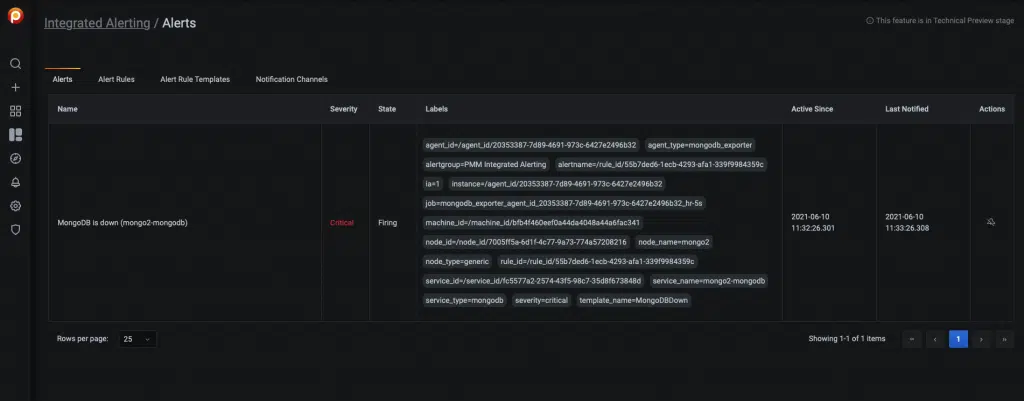 Integrated Alerting / Alerts
This feature is in Technical Preview stage
Alerts Alert Rules Alert Rule Templates Notification Channels
Name Severity State Labels Active Since Last Notified Actions
agent_id=/agent_id/20353387-7d89-4691-973c-6427e2496b32 agent_type=mongodb_exporter
alertgroup=PMM Integrated Alerting alertname=/rule_id/55b7ded6-1ecb-4293-afa1-339f9984359c
ia=1 instance=/agent_id/20353387-7d89-4691-973c-6427e2496b32
job=mongodb_exporter_agent_id_20353387-7d89-4691-973c-6427e2496b32_hr-5s
machine_id=/machine_id/bfb4f460eef0a44da4048a44a6fac341
MongoDB is down (mongo2-mongodb) Critical Firing
2021-06-10
11:32:26.301
2021-06-10
11:33:26.308
node_id=/node_id/7005ff5a-6d1f-4c77-9a73-774a57208216 node_name=mongo2
node_type=generic rule_id=/rule_id/55b7ded6-1ecb-4293-afa1-339f9984359c
service_id=/service_id/fc5577a2-2574-43f5-98c7-35d8f673848d service_name=mongo2-mongodb
service_type=mongodb severity=critical template_name=MongoDBDown
Rows per page: 25
Showing 1-1 of 1 items « ‹ 1 › »